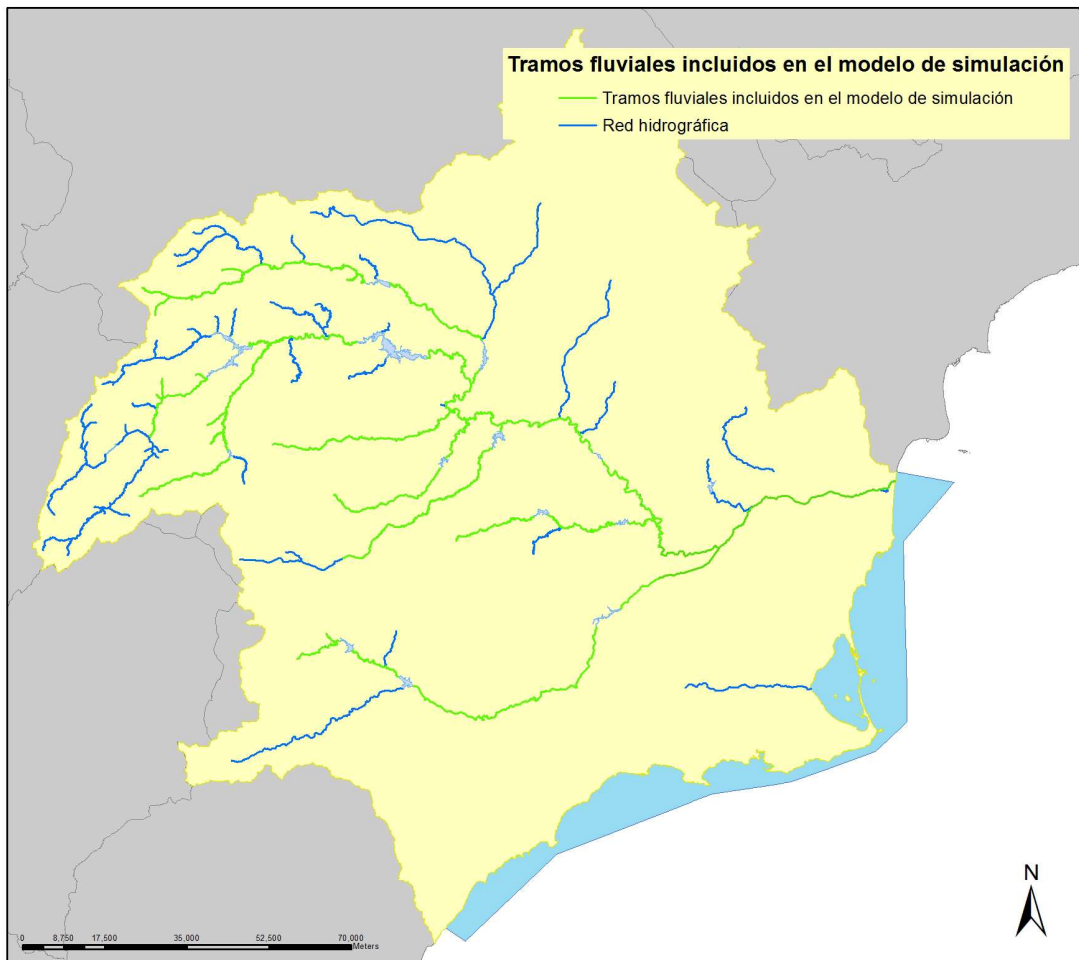 Tramos fluviales incluidos en el modelo de simulación
Tramos fluviales incluidos en el modelo de simulación
Red hidrográfica
N
0 8,750 17,500 35,000 52,500 70,000
Meters